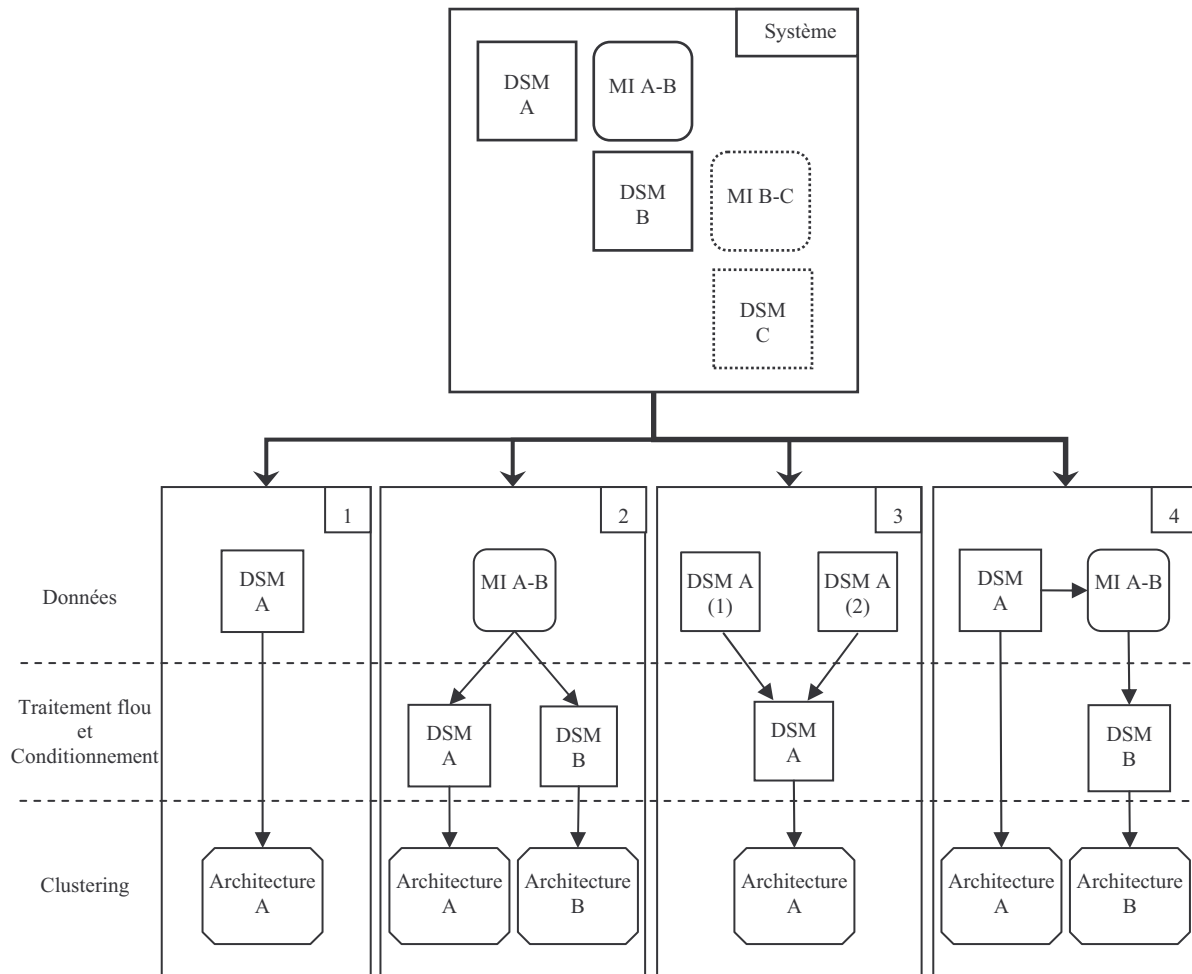 Système
DSM
A
MI A-B
DSM
B
MI B-C
DSM
C
1
2
3
4
Données
DSM
A
MI A-B
DSM A
(1)
DSM A
(2)
DSM
A
MI A-B
Traitement flou
et
Conditionnement
DSM
A
DSM
B
DSM
A
DSM
B
Clustering
Architecture
A
Architecture
A
Architecture
B
Architecture
A
Architecture
A
Architecture
B